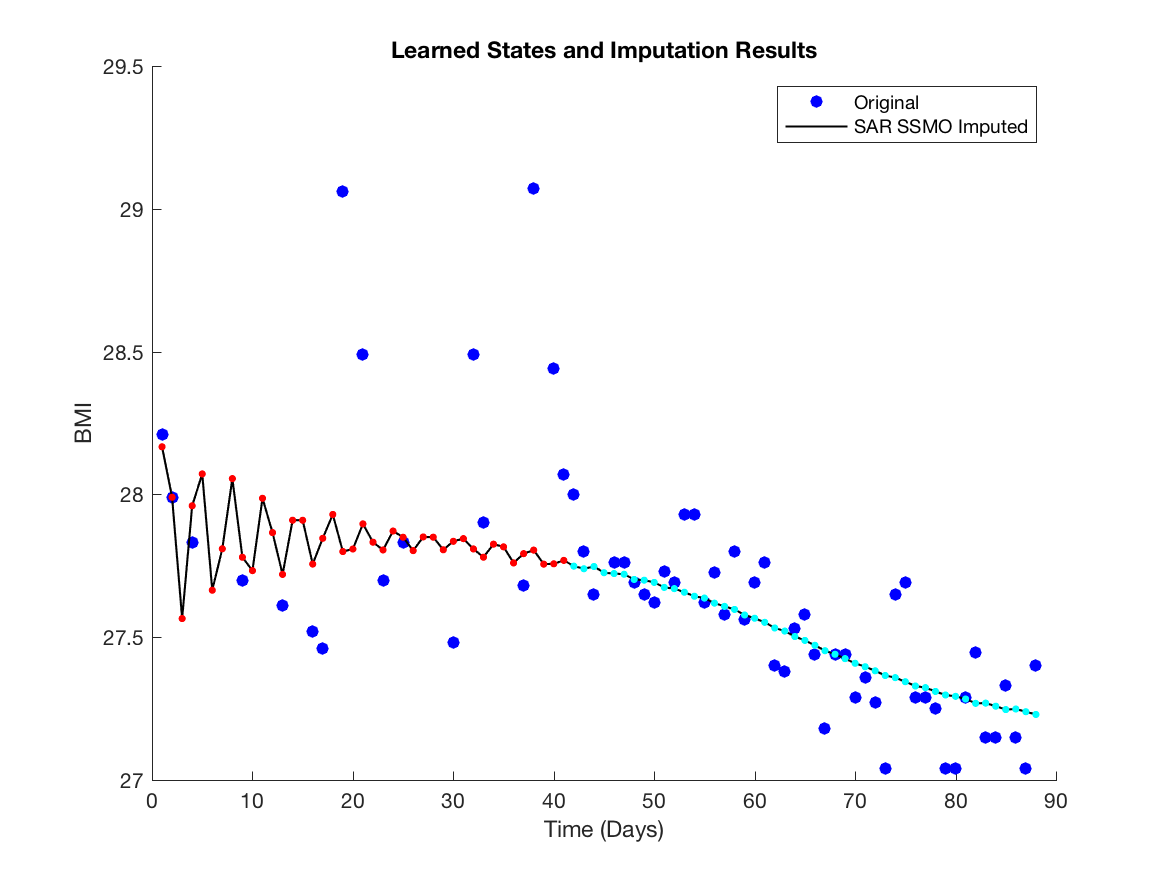 Learned States and Imputation Results
Original
SAR SSMO Imputed
29.5
29
28.5
28
27.5
27
BMI
0 10 20 30 40 50 60 70 80 90
Time (Days)